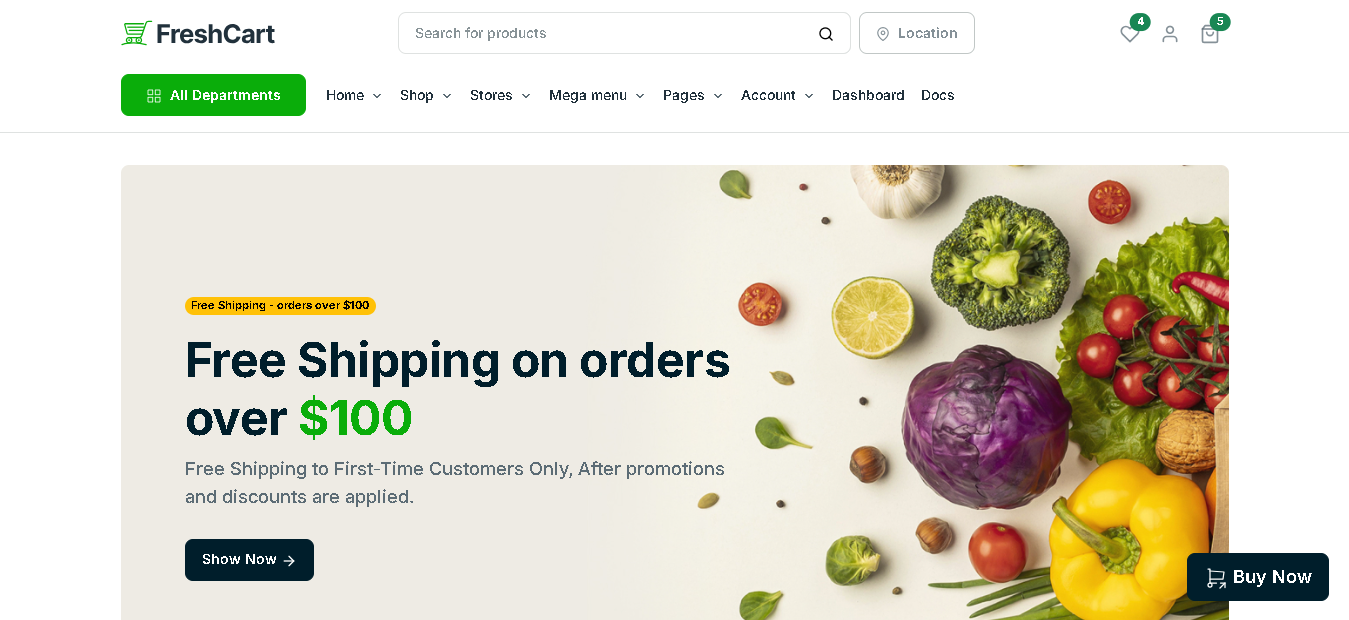 FreshCart
Search for products
Location
4
5
All Departments
Home
Shop
Stores
Mega menu
Pages
Account
Dashboard
Docs
Free Shipping - orders over $100
Free Shipping on orders
over $100
Free Shipping to First-Time Customers Only, After promotions
and discounts are applied.
Show Now
Buy Now